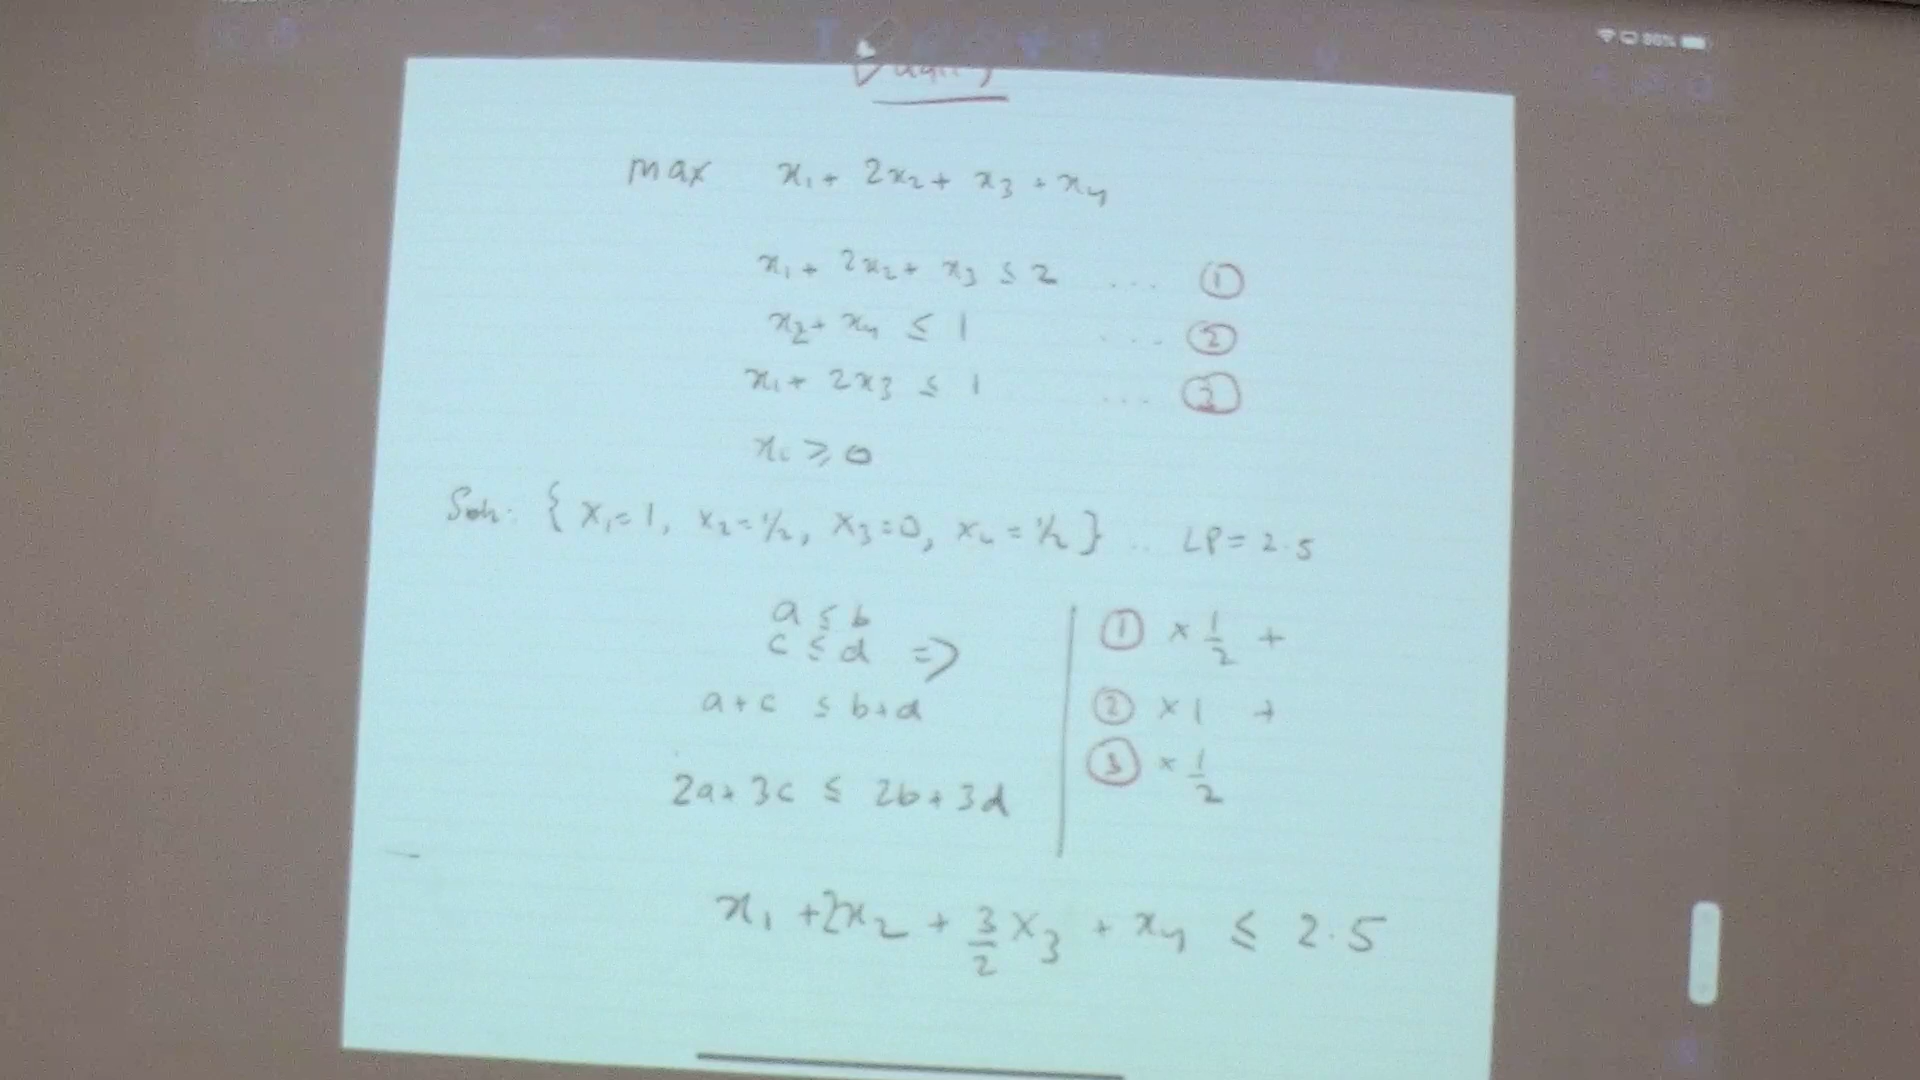 max x₁ + 2x₂ + x₃ + x₄
x₁ + 2x₂ + x₃ ≤ 2 .... ①
x₂ + x₄ ≤ 1 .... ②
x₁ + 2x₃ ≤ 1 ... ③
xᵢ ≥ 0
Soln: { x₁=1, x₂=1/2, x₃=0, x₄=1/2 } .. LP = 2.5
a ≤ b
c ≤ d =>
a+c ≤ b+d
2a+3c ≤ 2b+3d
① × 1/2 +
② × 1 +
③ × 1/2
x₁ + 2x₂ + 3/2 x₃ + x₄ ≤ 2.5